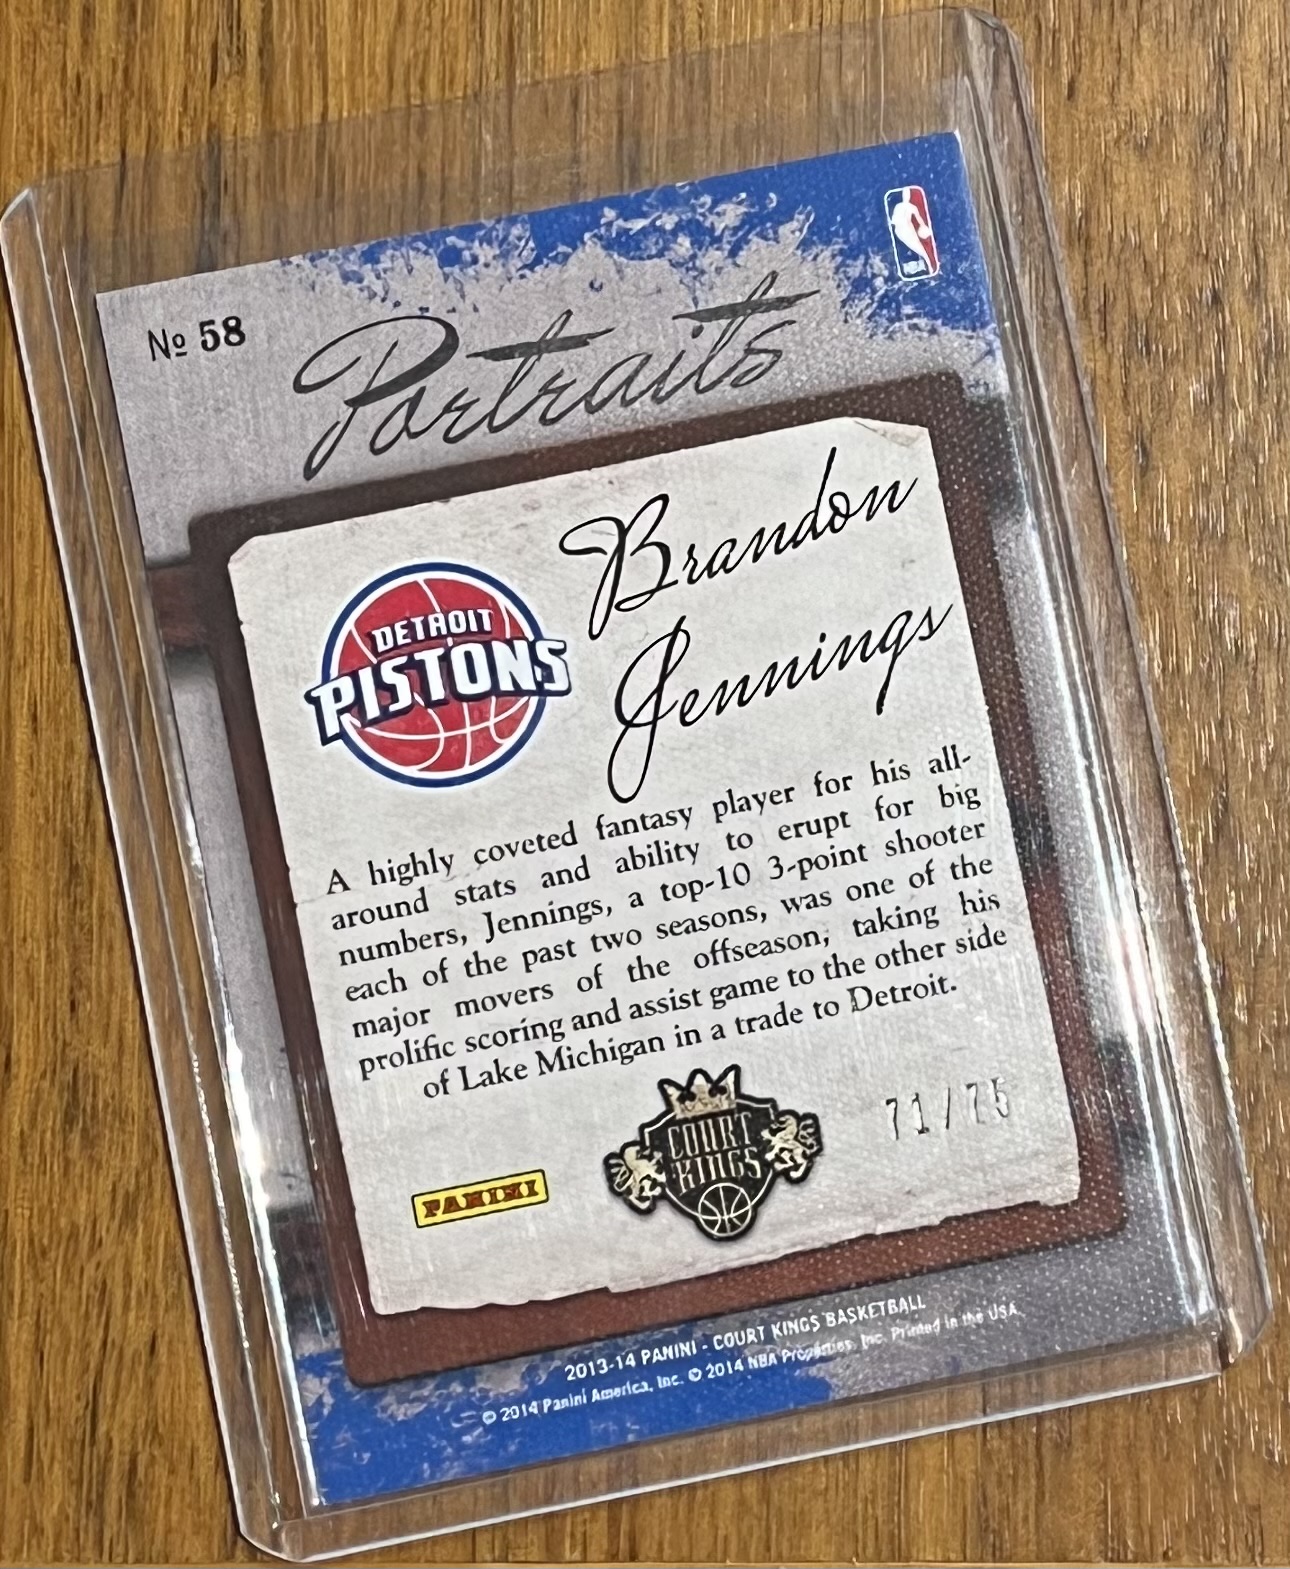 NBA
Nº 58
Portraits
Brandon
Jennings
DETROIT
PISTONS
A highly coveted fantasy player for his all-
around stats and ability to erupt for big
numbers, Jennings, a top-10 3-point shooter
each of the past two seasons, was one of the
major movers of the offseason, taking his
prolific scoring and assist game to the other side
of Lake Michigan in a trade to Detroit.
71/75
COURT
KINGS
PANINI
2013-14 PANINI - COURT KINGS BASKETBALL
© 2014 Panini America, Inc. © 2014 NBA Properties, Inc. Printed in the USA